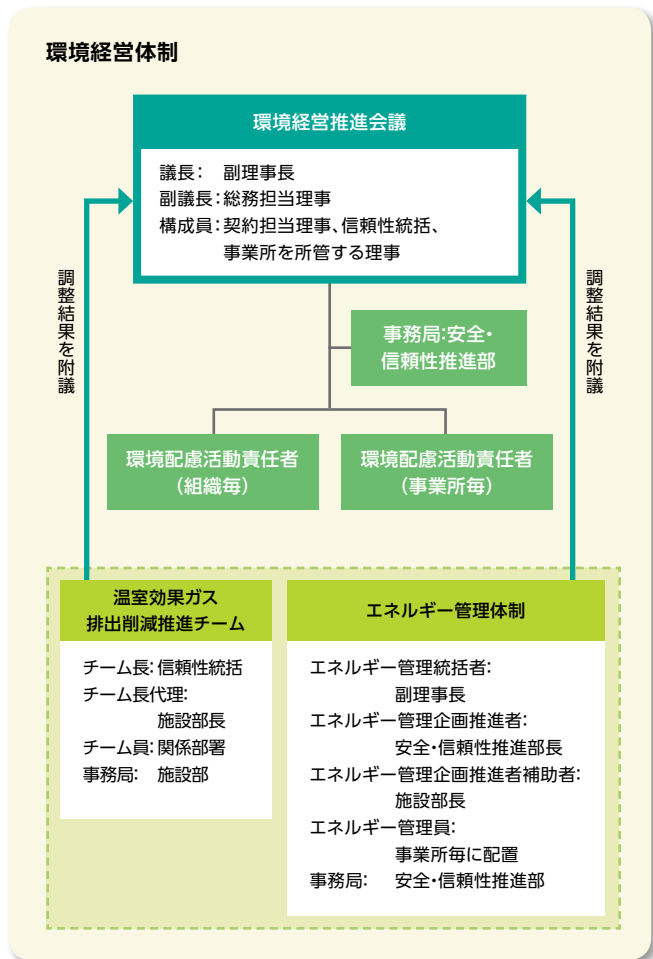 環境経営体制
環境経営推進会議
議長： 副理事長
副議長：総務担当理事
構成員：契約担当理事、信頼性統括、
事業所を所管する理事
調整結果を附議
調整結果を附議
事務局：安全・
信頼性推進部
環境配慮活動責任者
（組織毎）
環境配慮活動責任者
（事業所毎）
温室効果ガス
排出削減推進チーム
チーム長：信頼性統括
チーム長代理：
施設部長
チーム員：関係部署
事務局： 施設部
エネルギー管理体制
エネルギー管理統括者：
副理事長
エネルギー管理企画推進者：
安全・信頼性推進部長
エネルギー管理企画推進者補助者：
施設部長
エネルギー管理員：
事業所毎に配置
事務局： 安全・信頼性推進部